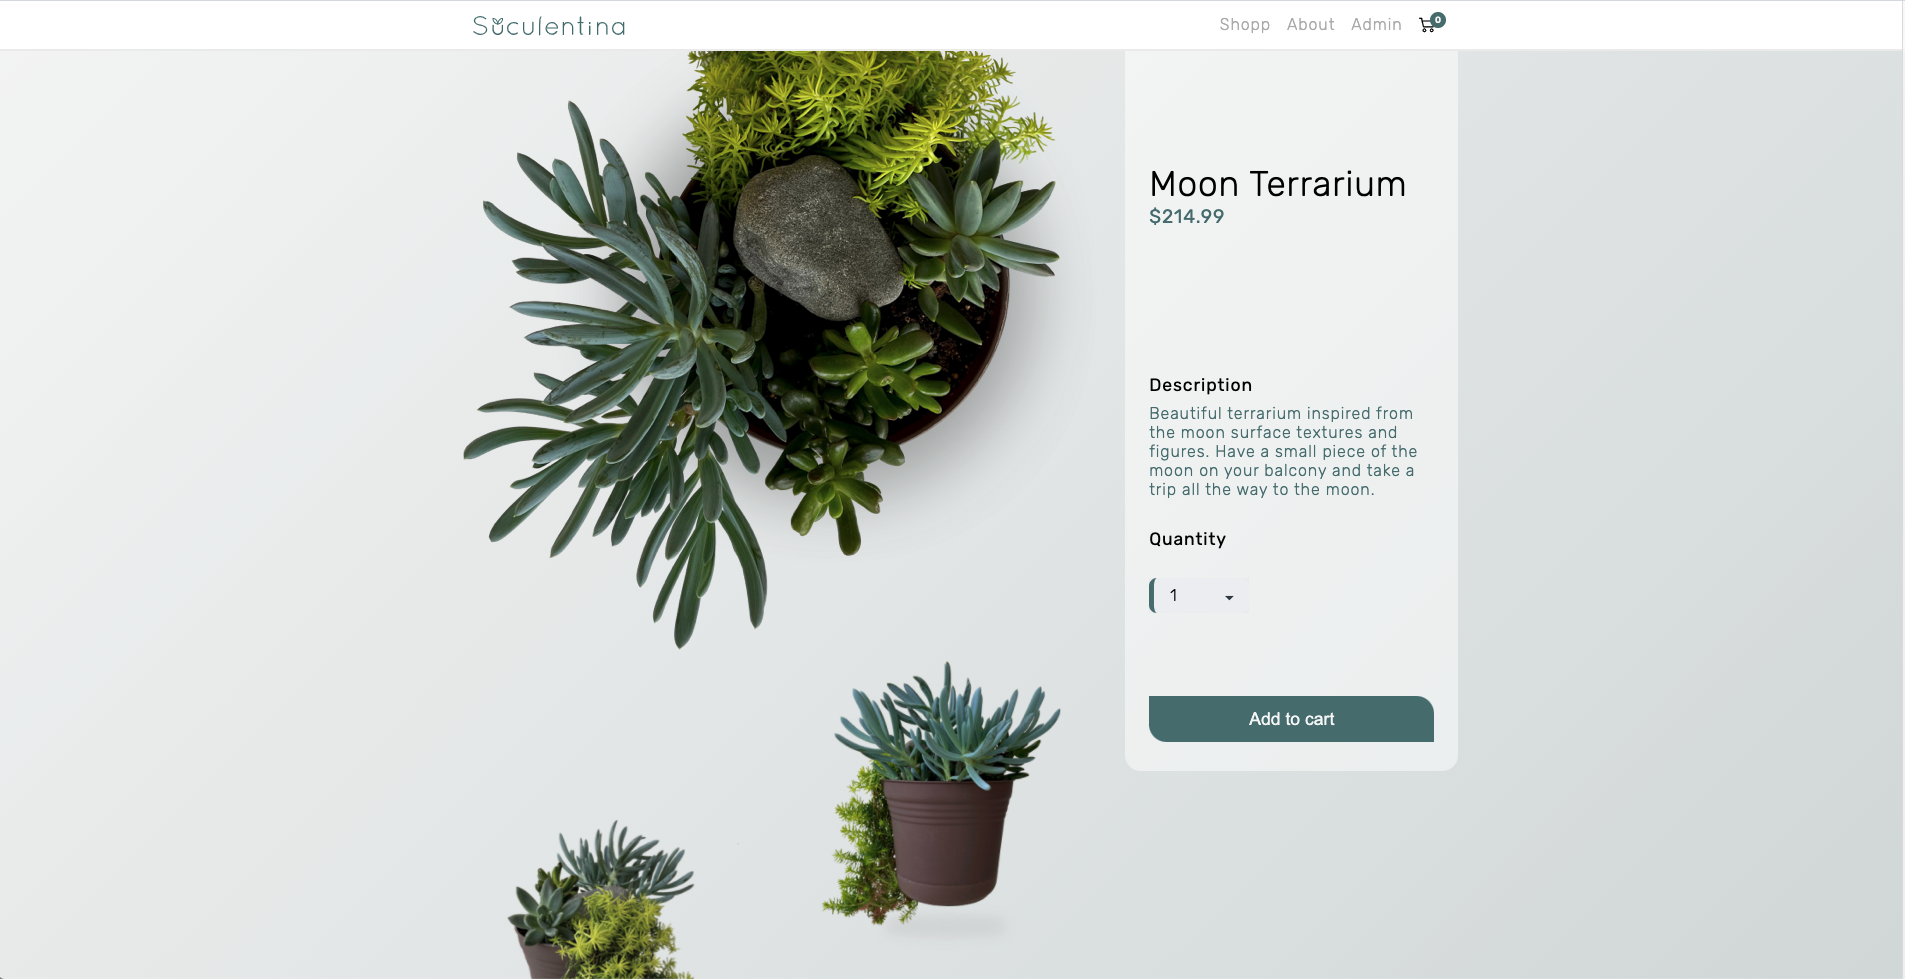 Suculentina
Shopp About Admin 0
Moon Terrarium
$214.99
Description
Beautiful terrarium inspired from
the moon surface textures and
figures. Have a small piece of the
moon on your balcony and take a
trip all the way to the moon.
Quantity
1
Add to cart